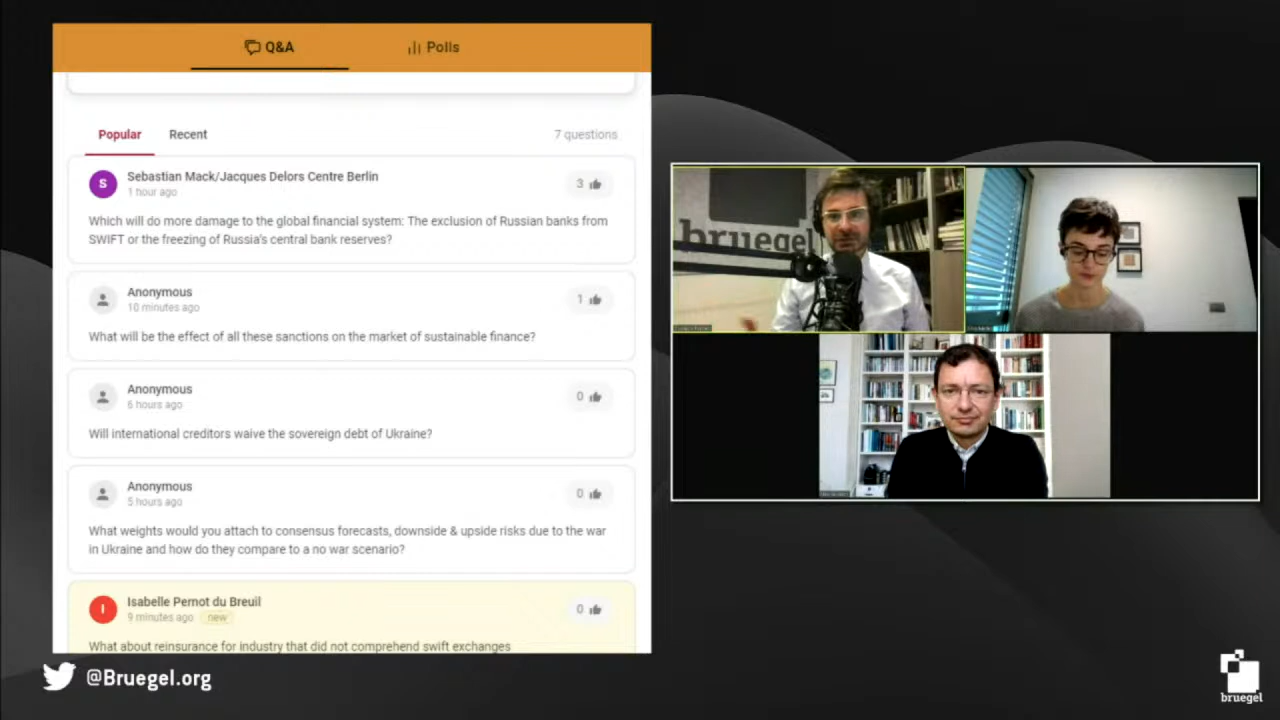 Q&A
Polls
Popular
Recent
7 questions
S
Sebastian Mack/Jacques Delors Centre Berlin
1 hour ago
3
Which will do more damage to the global financial system: The exclusion of Russian banks from
SWIFT or the freezing of Russia's central bank reserves?
Anonymous
10 minutes ago
1
What will be the effect of all these sanctions on the market of sustainable finance?
Anonymous
6 hours ago
0
Will international creditors waive the sovereign debt of Ukraine?
Anonymous
5 hours ago
0
What weights would you attach to consensus forecasts, downside & upside risks due to the war
in Ukraine and how do they compare to a no war scenario?
I
Isabelle Pernot du Breuil
9 minutes ago
new
0
What about reinsurance for industry that did not comprehend swift exchanges
bruegel
@Bruegel.org
bruegel